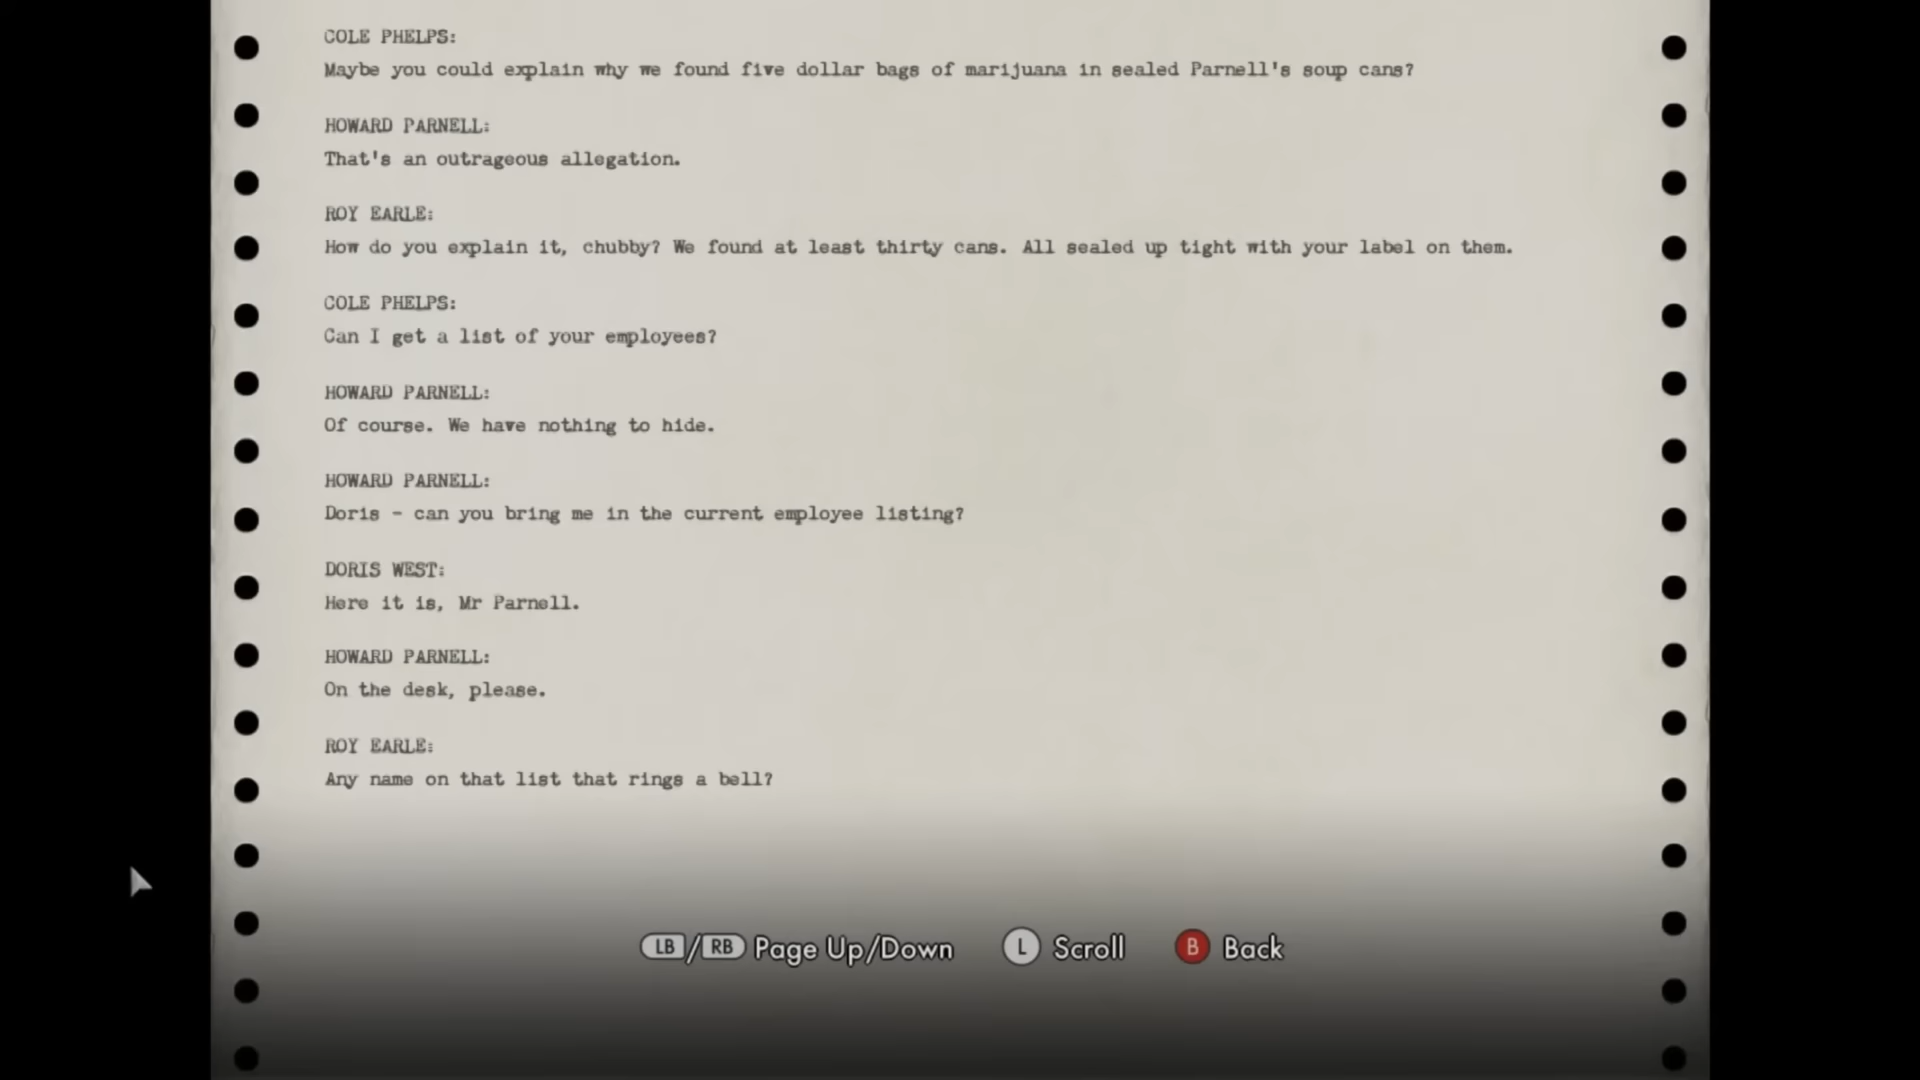 COLE PHELPS:
Maybe you could explain why we found five dollar bags of marijuana in sealed Parnell's soup cans?
HOWARD PARNELL:
That's an outrageous allegation.
ROY EARLE:
How do you explain it, chubby? We found at least thirty cans. All sealed up tight with your label on them.
COLE PHELPS:
Can I get a list of your employees?
HOWARD PARNELL:
Of course. We have nothing to hide.
HOWARD PARNELL:
Doris - can you bring me in the current employee listing?
DORIS WEST:
Here it is, Mr Parnell.
HOWARD PARNELL:
On the desk, please.
ROY EARLE:
Any name on that list that rings a bell?
LB/RB Page Up/Down L Scroll B Back